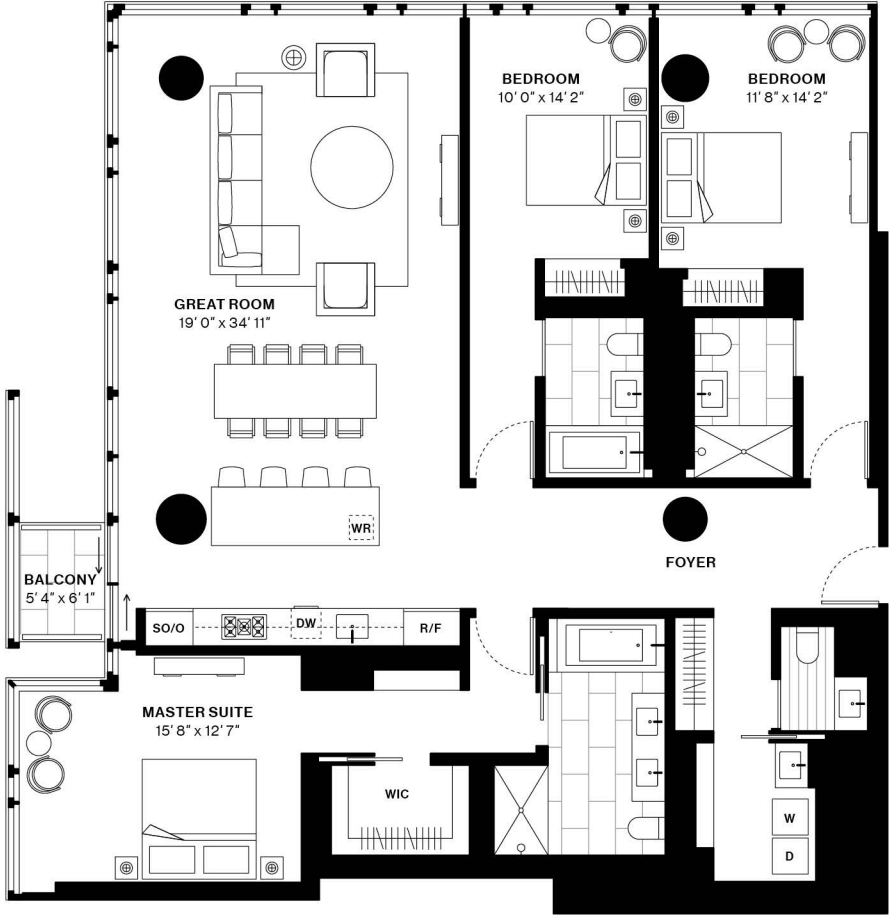 BEDROOM
10' 0" x 14' 2"
BEDROOM
11' 8" x 14' 2"
GREAT ROOM
19' 0" x 34' 11"
WR
FOYER
BALCONY
5' 4" x 6' 1"
SO/O
DW
R/F
MASTER SUITE
15' 8" x 12' 7"
WIC
W
D